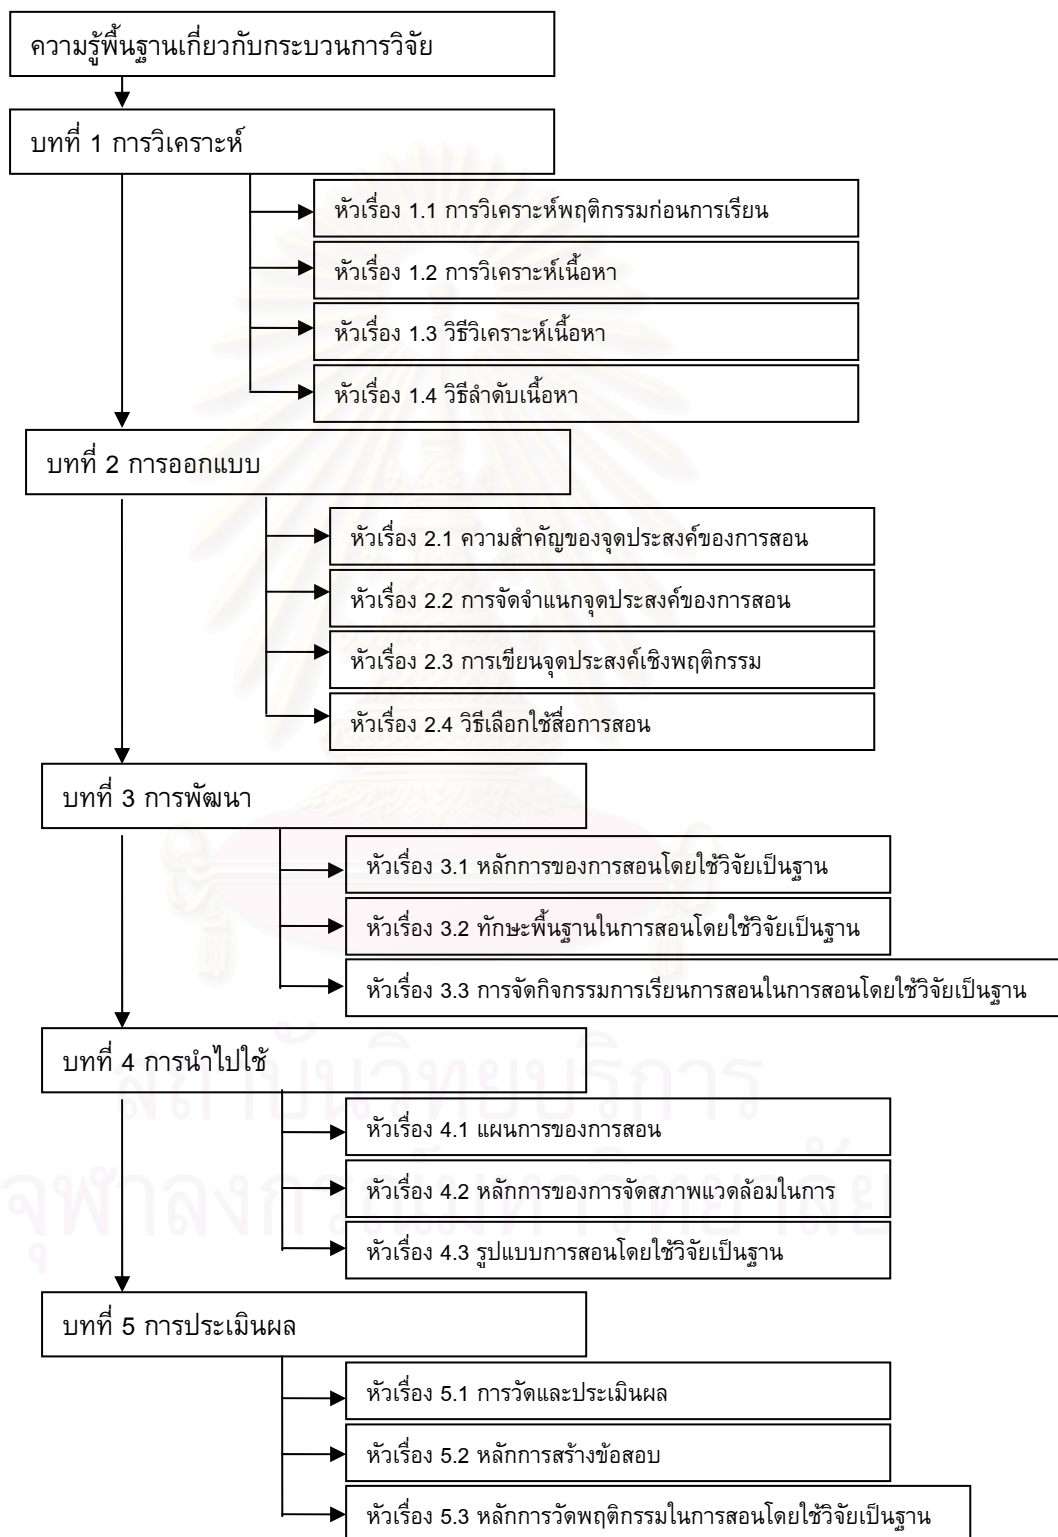 ความรู้พื้นฐานเกี่ยวกับกระบวนการวิจัย
บทที่ 1 การวิเคราะห์
หัวเรื่อง 1.1 การวิเคราะห์พฤติกรรมก่อนการเรียน
หัวเรื่อง 1.2 การวิเคราะห์เนื้อหา
หัวเรื่อง 1.3 วิธีวิเคราะห์เนื้อหา
หัวเรื่อง 1.4 วิธีลำดับเนื้อหา
บทที่ 2 การออกแบบ
หัวเรื่อง 2.1 ความสำคัญของจุดประสงค์ของการสอน
หัวเรื่อง 2.2 การจัดจำแนกจุดประสงค์ของการสอน
หัวเรื่อง 2.3 การเขียนจุดประสงค์เชิงพฤติกรรม
หัวเรื่อง 2.4 วิธีเลือกใช้สื่อการสอน
บทที่ 3 การพัฒนา
หัวเรื่อง 3.1 หลักการของการสอนโดยใช้วิจัยเป็นฐาน
หัวเรื่อง 3.2 ทักษะพื้นฐานในการสอนโดยใช้วิจัยเป็นฐาน
หัวเรื่อง 3.3 การจัดกิจกรรมการเรียนการสอนในการสอนโดยใช้วิจัยเป็นฐาน
บทที่ 4 การนำไปใช้
สถาบันวิทยบริการ
หัวเรื่อง 4.1 แผนการของการสอน
จุฬาลงกรณ์มหาวิทยาลัย
หัวเรื่อง 4.2 หลักการของการจัดสภาพแวดล้อมในการ
หัวเรื่อง 4.3 รูปแบบการสอนโดยใช้วิจัยเป็นฐาน
บทที่ 5 การประเมินผล
หัวเรื่อง 5.1 การวัดและประเมินผล
หัวเรื่อง 5.2 หลักการสร้างข้อสอบ
หัวเรื่อง 5.3 หลักการวัดพฤติกรรมในการสอนโดยใช้วิจัยเป็นฐาน